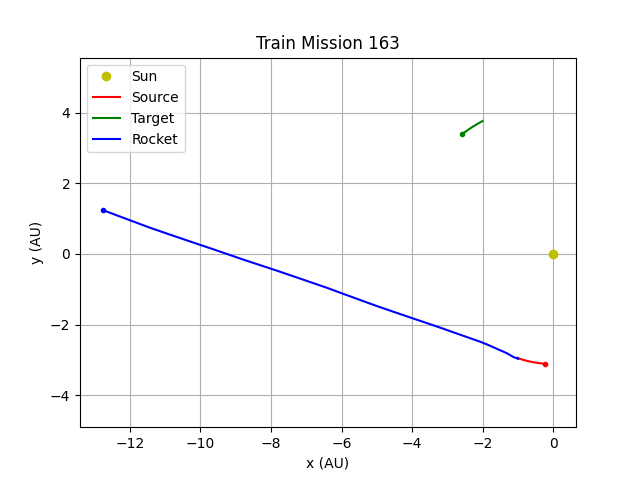 Train Mission 163
Sun
Source
Target
Rocket
y (AU)
4
2
0
−2
−4
−12 −10 −8 −6 −4 −2 0
x (AU)